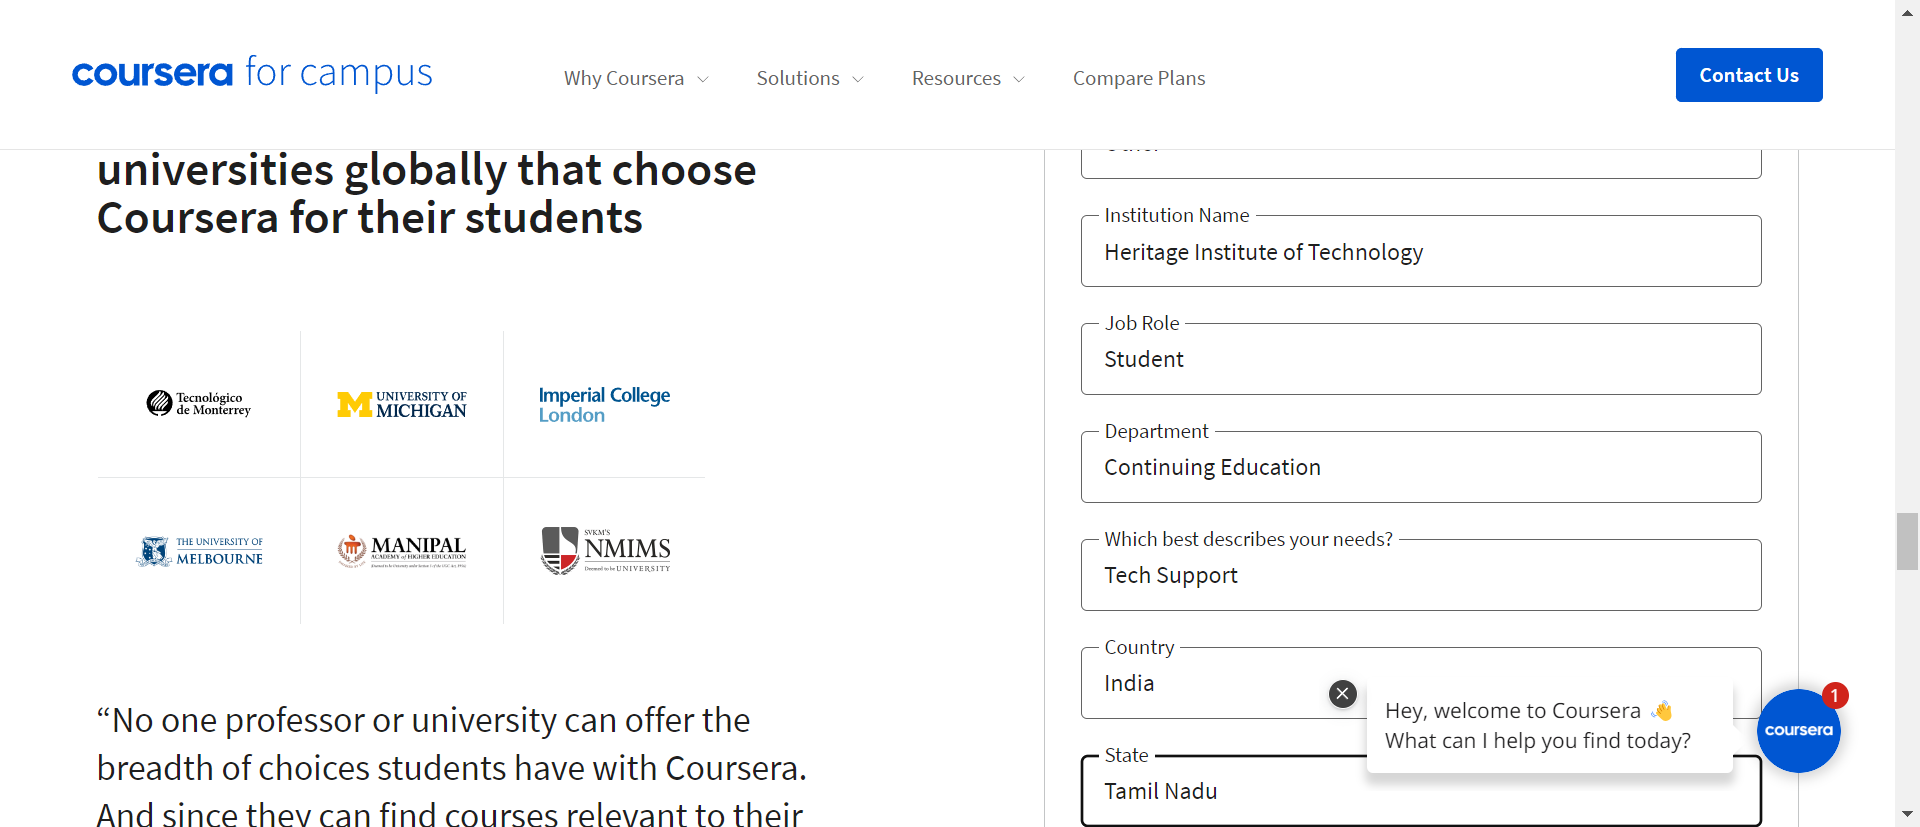 coursera for campus
Why Coursera
Solutions
Resources
Compare Plans
Contact Us
universities globally that choose
Coursera for their students
Tecnológico
de Monterrey
M UNIVERSITY OF
MICHIGAN
Imperial College
London
THE UNIVERSITY OF
MELBOURNE
MANIPAL
ACADEMY of HIGHER EDUCATION
SVKM'S
NMIMS
Deemed to be UNIVERSITY
“No one professor or university can offer the
breadth of choices students have with Coursera.
And since they can find courses relevant to their
Institution Name
Heritage Institute of Technology
Job Role
Student
Department
Continuing Education
Which best describes your needs?
Tech Support
Country
India
State
Tamil Nadu
Hey, welcome to Coursera 👋
What can I help you find today?
1
coursera